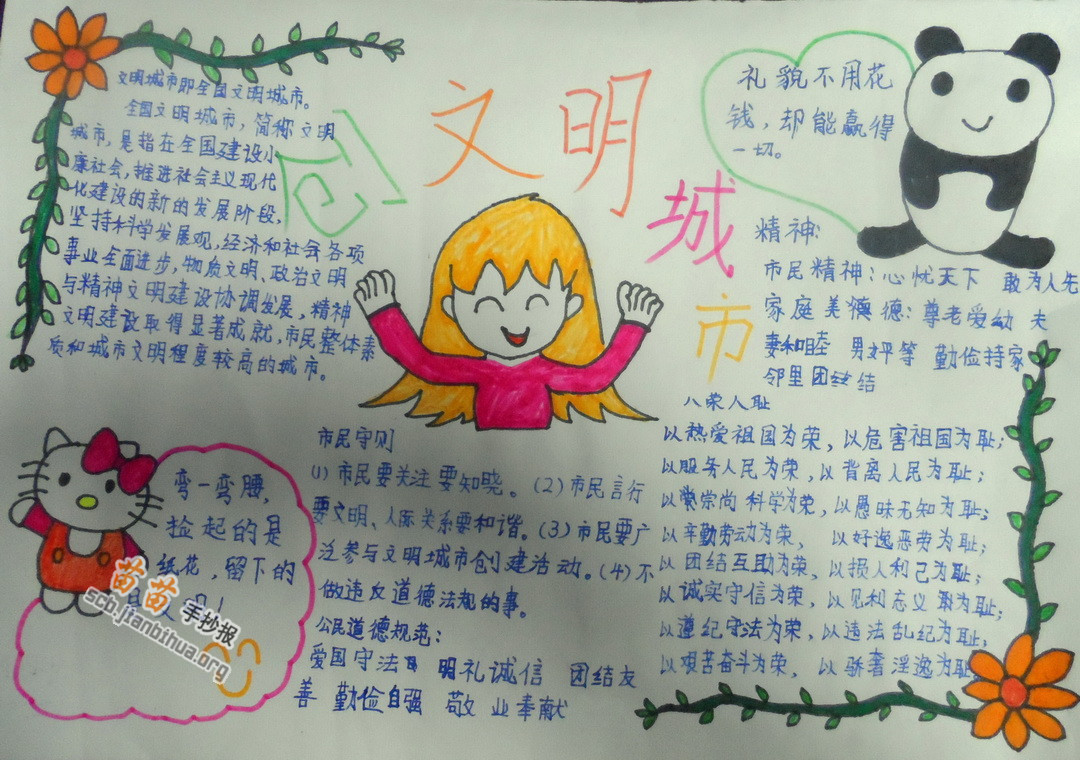 创文明城市
文明城市即全国文明城市。
全国文明城市，简称文明
城市，是指在全国建设小
康社会，推进社会主义现代
化建设的新的发展阶段，
坚持科学发展观，经济和社会各项
事业全面进步，物质文明、政治文明
与精神文明建设协调发展，精神
文明建设取得显著成就，市民整体素
质和城市文明程度较高的城市。
礼貌不用花
钱，却能赢得
一切。
精神：
市民精神：心忧天下 敢为人先
家庭美德：尊老爱幼 夫
妻和睦 男女平等 勤俭持家
邻里团结
八荣八耻
以热爱祖国为荣，以危害祖国为耻；
以服务人民为荣，以背离人民为耻；
以崇尚科学为荣，以愚昧无知为耻；
以辛勤劳动为荣，以好逸恶劳为耻；
以团结互助为荣，以损人利己为耻；
以诚实守信为荣，以见利忘义为耻；
以遵纪守法为荣，以违法乱纪为耻，
以艰苦奋斗为荣，以骄奢淫逸为耻
弯一弯腰，
捡起的是
纸花，留下的
市民守则
(1)市民要关注要知晓。(2)市民言行
要文明、人际关系要和谐。(3)市民要广
泛参与文明城市创建活动。(4)不
做违反道德法规的事。
公民道德规范：
爱国守法 明礼诚信 团结友
善 勤俭自强 敬业奉献
苗苗手抄报
scb.jianbihua.org